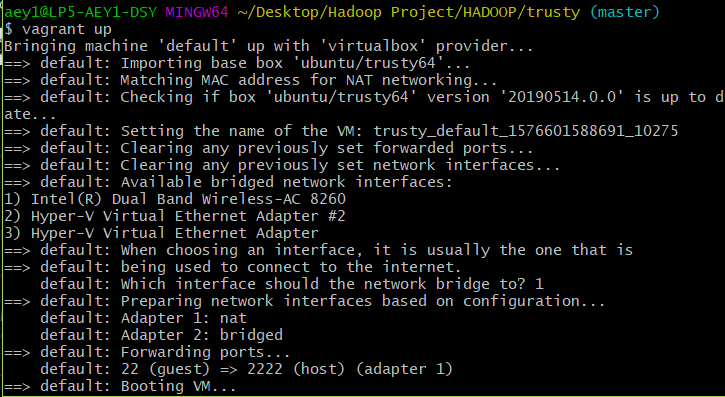 aey1@LP5-AEY1-DSY MINGW64 ~/Desktop/Hadoop Project/HADOOP/trusty (master)
$ vagrant up
Bringing machine 'default' up with 'virtualbox' provider...
==> default: Importing base box 'ubuntu/trusty64'...
==> default: Matching MAC address for NAT networking...
==> default: Checking if box 'ubuntu/trusty64' version '20190514.0.0' is up to d
ate...
==> default: Setting the name of the VM: trusty_default_1576601588691_10275
==> default: Clearing any previously set forwarded ports...
==> default: Clearing any previously set network interfaces...
==> default: Available bridged network interfaces:
1) Intel(R) Dual Band Wireless-AC 8260
2) Hyper-V Virtual Ethernet Adapter #2
3) Hyper-V Virtual Ethernet Adapter
==> default: When choosing an interface, it is usually the one that is
==> default: being used to connect to the internet.
    default: Which interface should the network bridge to? 1
==> default: Preparing network interfaces based on configuration...
    default: Adapter 1: nat
    default: Adapter 2: bridged
==> default: Forwarding ports...
    default: 22 (guest) => 2222 (host) (adapter 1)
==> default: Booting VM...